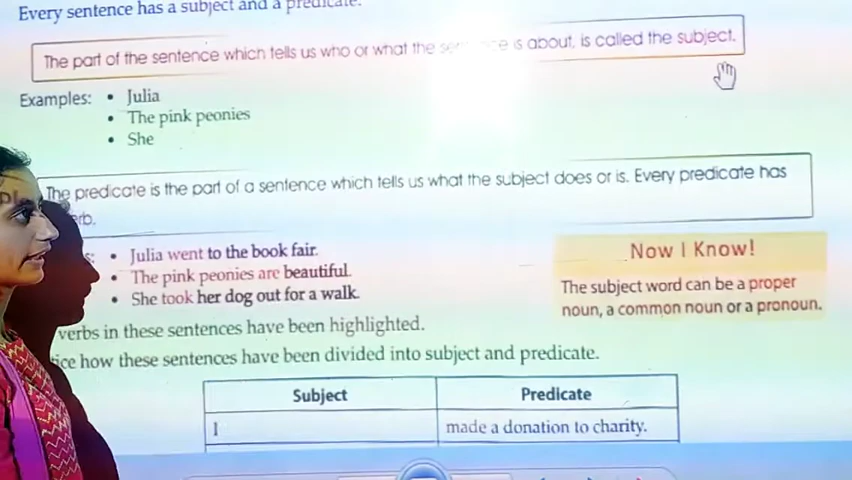 Every sentence has a subject and a predicate.
The part of the sentence which tells us who or what the sentence is about, is called the subject.
Examples: • Julia
• The pink peonies
• She
The predicate is the part of a sentence which tells us what the subject does or is. Every predicate has
erb.
s: • Julia went to the book fair.
• The pink peonies are beautiful.
• She took her dog out for a walk.
verbs in these sentences have been highlighted.
ice how these sentences have been divided into subject and predicate.
Now I Know!
The subject word can be a proper
noun, a common noun or a pronoun.
Subject Predicate
I made a donation to charity.